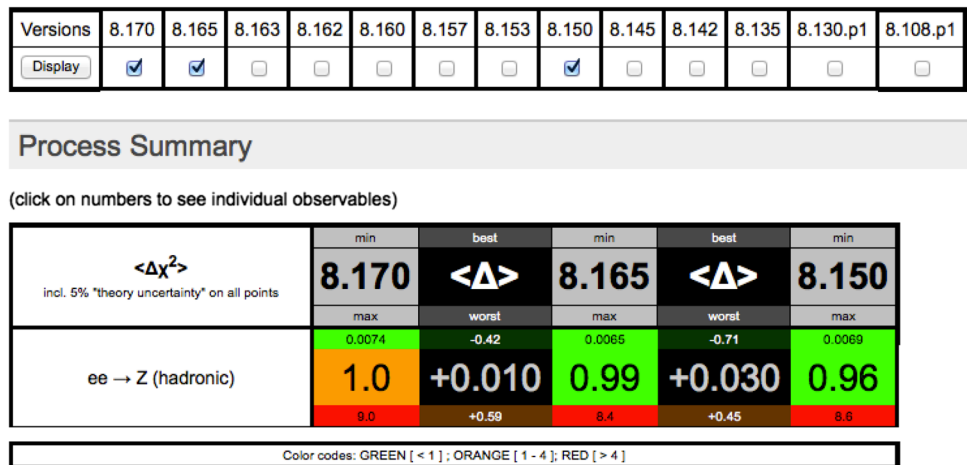 Versions 8.170 8.165 8.163 8.162 8.160 8.157 8.153 8.150 8.145 8.142 8.135 8.130.p1 8.108.p1
Display
Process Summary
(click on numbers to see individual observables)
min best min best min
<Δχ²> 8.170 <Δ> 8.165 <Δ> 8.150
incl. 5% "theory uncertainty" on all points
max worst max worst max
0.0074 -0.42 0.0065 -0.71 0.0069
ee → Z (hadronic) 1.0 +0.010 0.99 +0.030 0.96
9.0 +0.59 8.4 +0.45 8.6
Color codes: GREEN [ < 1 ] ; ORANGE [ 1 - 4 ]; RED [ > 4 ]